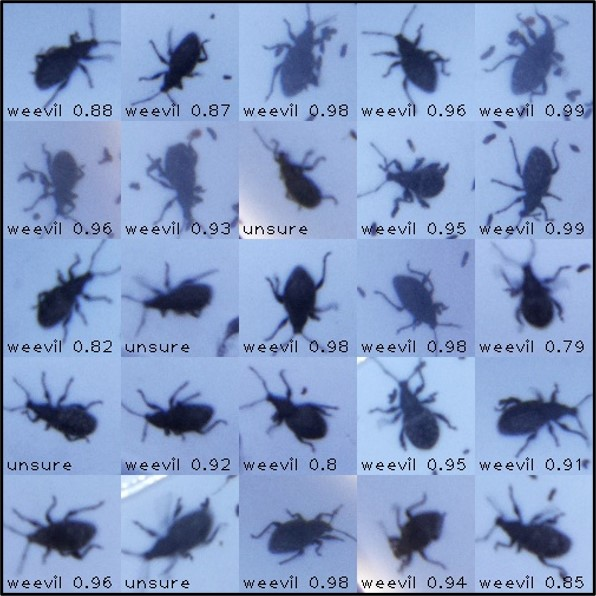 weevil 0.88
weevil 0.87
weevil 0.98
weevil 0.96
weevil 0.99
weevil 0.96
weevil 0.93
unsure
weevil 0.95
weevil 0.99
weevil 0.82
unsure
weevil 0.98
weevil 0.98
weevil 0.79
unsure
weevil 0.92
weevil 0.8
weevil 0.95
weevil 0.91
weevil 0.96
unsure
weevil 0.98
weevil 0.94
weevil 0.85